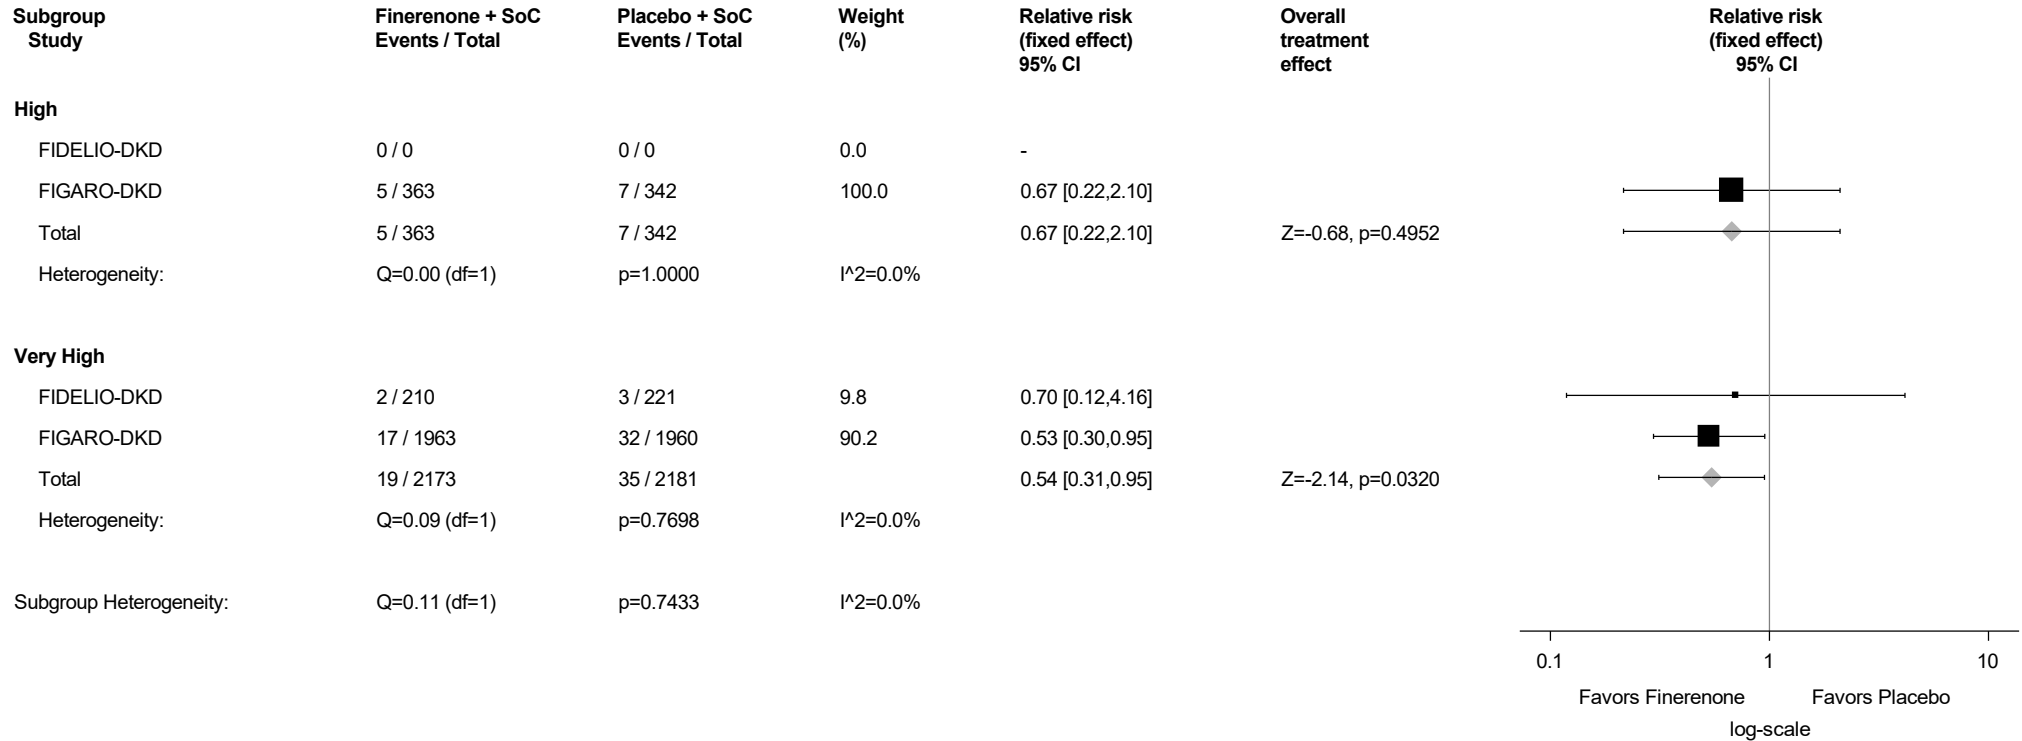 Subgroup Finerenone + SoC Placebo + SoC Weight Relative risk Overall Relative risk
Study Events / Total Events / Total (%) (fixed effect) treatment (fixed effect)
95% CI effect 95% CI
High
FIDELIO-DKD 0 / 0 0 / 0 0.0 -
FIGARO-DKD 5 / 363 7 / 342 100.0 0.67 [0.22,2.10]
Total 5 / 363 7 / 342 0.67 [0.22,2.10] Z=-0.68, p=0.4952
Heterogeneity: Q=0.00 (df=1) p=1.0000 I^2=0.0%
Very High
FIDELIO-DKD 2 / 210 3 / 221 9.8 0.70 [0.12,4.16]
FIGARO-DKD 17 / 1963 32 / 1960 90.2 0.53 [0.30,0.95]
Total 19 / 2173 35 / 2181 0.54 [0.31,0.95] Z=-2.14, p=0.0320
Heterogeneity: Q=0.09 (df=1) p=0.7698 I^2=0.0%
Subgroup Heterogeneity: Q=0.11 (df=1) p=0.7433 I^2=0.0%
0.1 1 10
Favors Finerenone Favors Placebo
log-scale